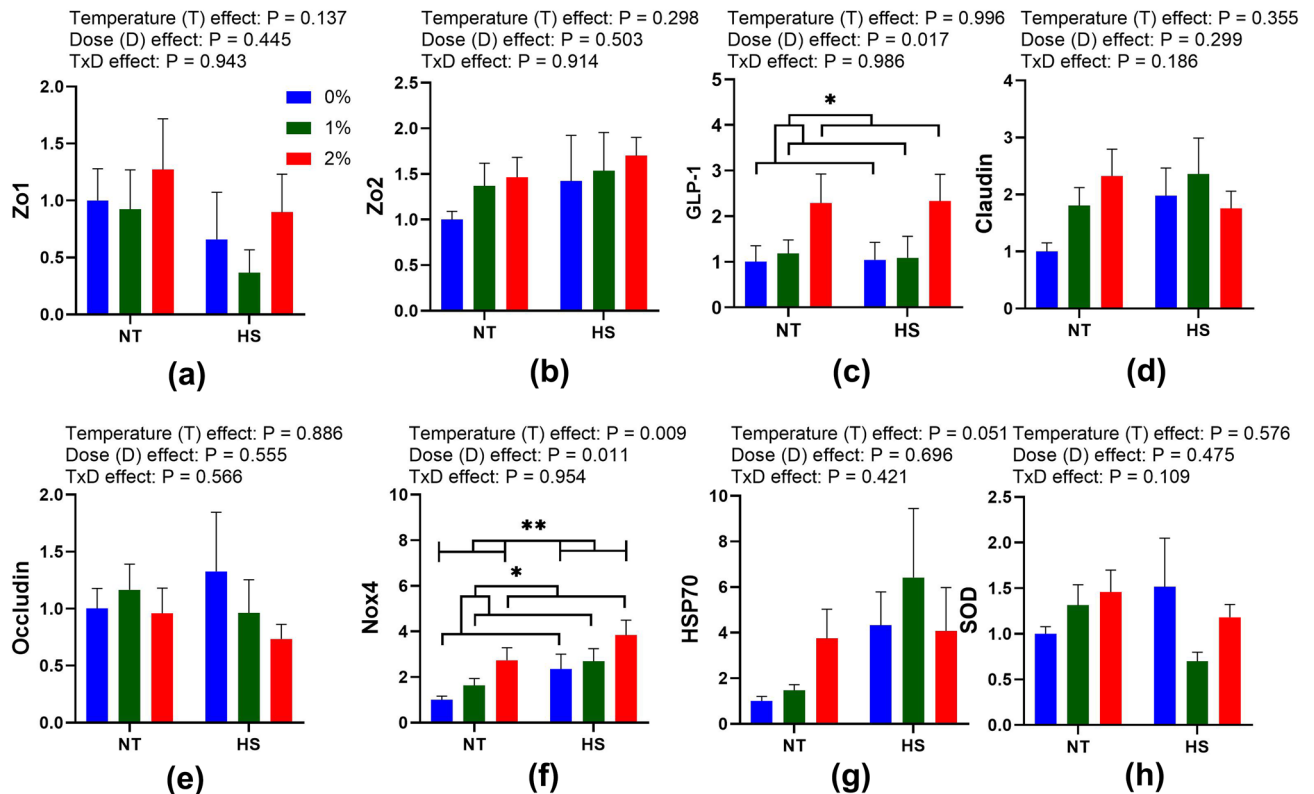 Temperature (T) effect: P = 0.137
Dose (D) effect: P = 0.445
TxD effect: P = 0.943
Zo1
2.0
1.5
1.0
0.5
0.0
0%
1%
2%
NT
HS
(a)
Temperature (T) effect: P = 0.298
Dose (D) effect: P = 0.503
TxD effect: P = 0.914
Zo2
2.5
2.0
1.5
1.0
0.5
0.0
NT
HS
(b)
Temperature (T) effect: P = 0.996
Dose (D) effect: P = 0.017
TxD effect: P = 0.986
GLP-1
5
4
3
2
1
0
*
NT
HS
(c)
Temperature (T) effect: P = 0.355
Dose (D) effect: P = 0.299
TxD effect: P = 0.186
Claudin
4
3
2
1
0
NT
HS
(d)
Temperature (T) effect: P = 0.886
Dose (D) effect: P = 0.555
TxD effect: P = 0.566
Occludin
2.0
1.5
1.0
0.5
0.0
NT
HS
(e)
Temperature (T) effect: P = 0.009
Dose (D) effect: P = 0.011
TxD effect: P = 0.954
Nox4
10
8
6
4
2
0
**
*
NT
HS
(f)
Temperature (T) effect: P = 0.051
Dose (D) effect: P = 0.696
TxD effect: P = 0.421
HSP70
10
8
6
4
2
0
NT
HS
(g)
Temperature (T) effect: P = 0.576
Dose (D) effect: P = 0.475
TxD effect: P = 0.109
SOD
2.5
2.0
1.5
1.0
0.5
0.0
NT
HS
(h)